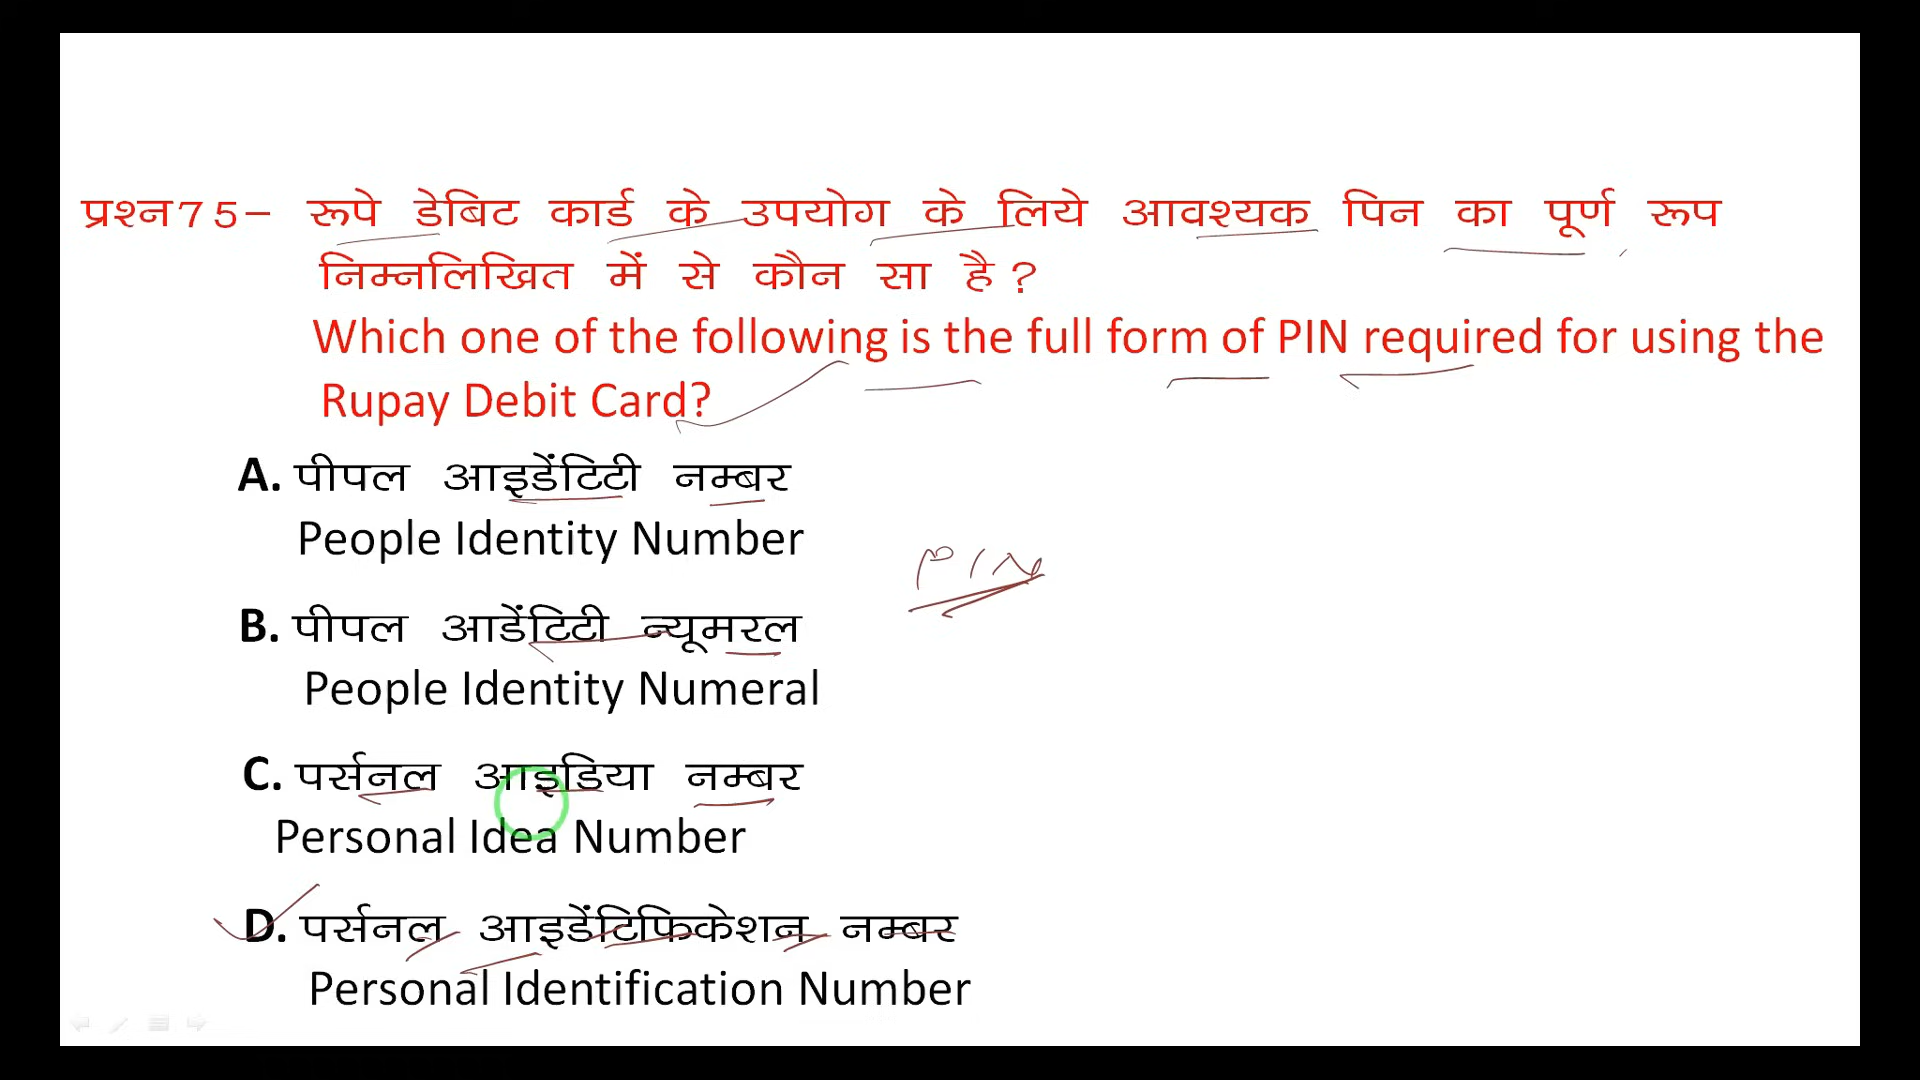 प्रश्न75- रूपे डेबिट कार्ड के उपयोग के लिये आवश्यक पिन का पूर्ण रूप
निम्नलिखित में से कौन सा है?
Which one of the following is the full form of PIN required for using the
Rupay Debit Card?
A. पीपल आइडेंटिटी नम्बर
People Identity Number
PIN
B. पीपल आडेंटिटी न्यूमरल
People Identity Numeral
C. पर्सनल आइडिया नम्बर
Personal Idea Number
D. पर्सनल आइडेंटिफिकेशन नम्बर
Personal Identification Number